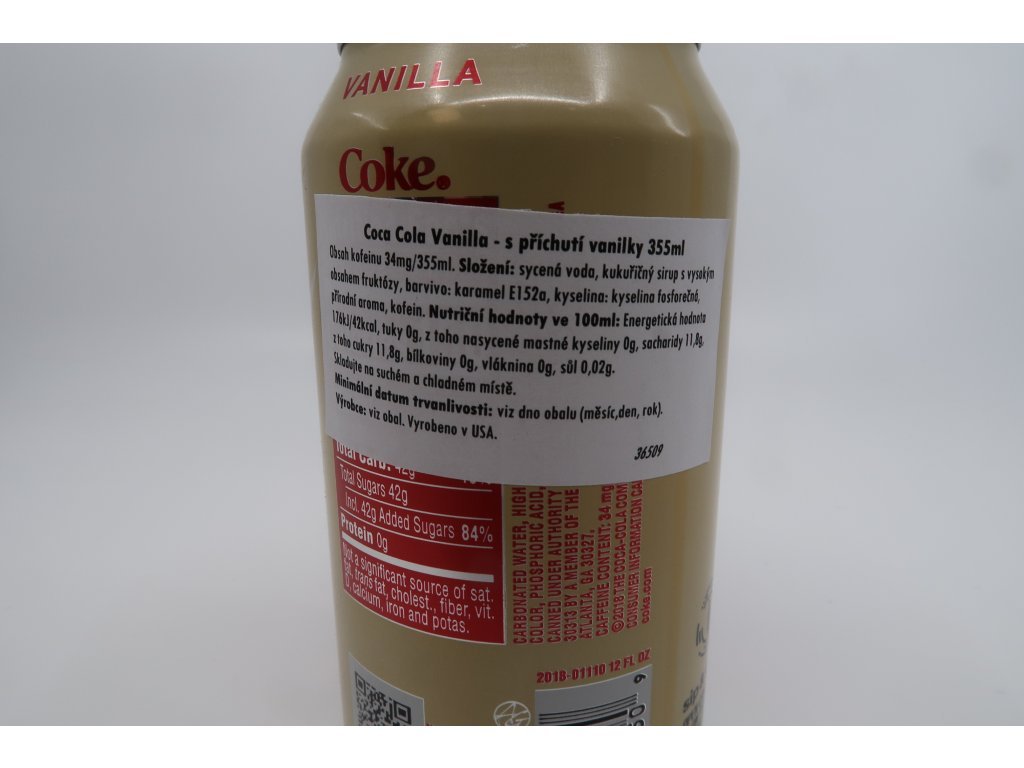 VANILLA
Coke.
Coca Cola Vanilla - s příchutí vanilky 355ml
Obsah kofeinu 34mg/355ml. Složení: sycená voda, kukuřičný sirup s vysokým
obsahem fruktózy, barvivo: karamel E152a, kyselina: kyselina fosforečná,
přírodní aroma, kofein. Nutriční hodnoty ve 100ml: Energetická hodnota
176kJ/42kcal, tuky 0g, z toho nasycené mastné kyseliny 0g, sacharidy 11,8g,
z toho cukry 11,8g, bílkoviny 0g, vláknina 0g, sůl 0,02g.
Skladujte na suchém a chladném místě.
Minimální datum trvanlivosti: viz dno obalu (měsíc,den, rok).
Výrobce: viz obal. Vyrobeno v USA.
36509
Total Carb. 42g
Total Sugars 42g
Incl. 42g Added Sugars 84%
Protein 0g
Not a significant source of sat.
fat, trans fat, cholest., fiber, vit.
D, calcium, iron and potas.
CARBONATED WATER, HIGH
COLOR, PHOSPHORIC ACID,
CANNED UNDER AUTHORITY
30313 BY A MEMBER OF THE
ATLANTA, GA 30327.
CAFFEINE CONTENT: 34 mg
©2018 THE COCA-COLA COM
CONSUMER INFORMATION CA
coke.com
2018-01110 12 FL OZ